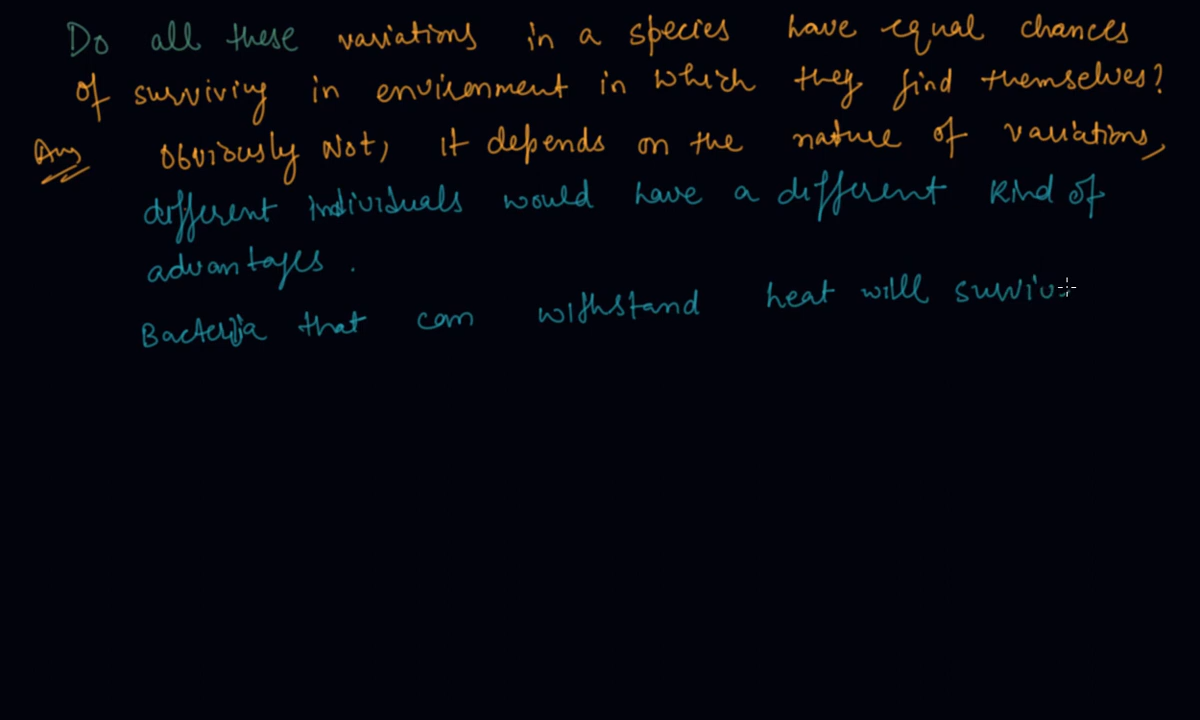 Do all these variations in a species have equal chances
of surviving in environment in which they find themselves?
Ans Obviously Not, it depends on the nature of variations,
different individuals would have a different kind of
advantages.
Bacteria that can withstand heat will surviv